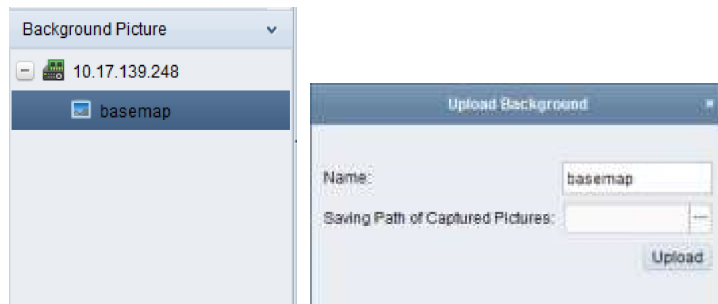 Background Picture
10.17.139.248
basemap
Upload Background
Name:
basemap
Saving Path of Captured Pictures:
Upload